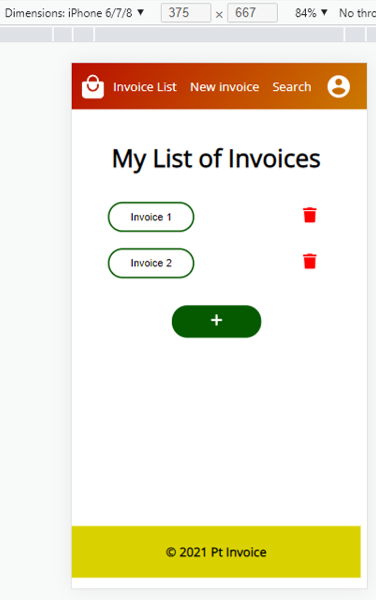 Dimensions: iPhone 6/7/8 ▼ 375 × 667 84% ▼ No thro
Invoice List New invoice Search
My List of Invoices
Invoice 1
Invoice 2
+
© 2021 Pt Invoice